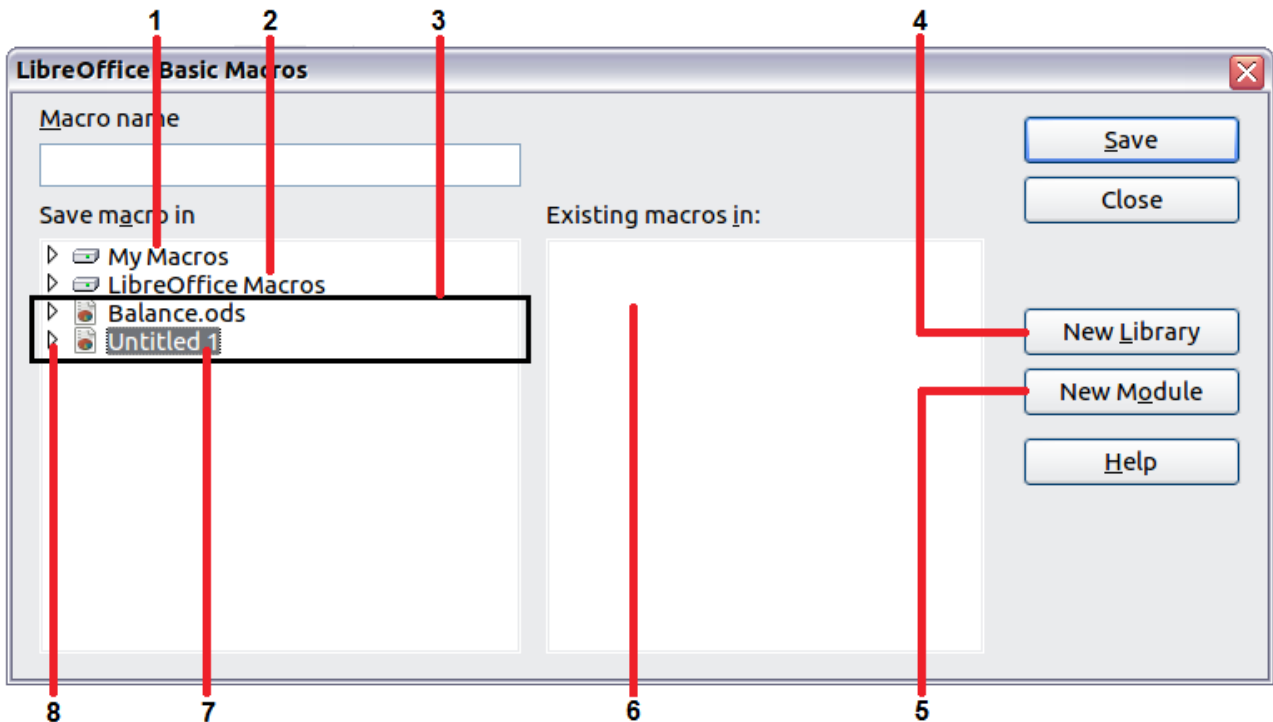 1 2 3 4
LibreOffice Basic Macros
Macro name
Save
Close
Save macro in
Existing macros in:
My Macros
LibreOffice Macros
Balance.ods
Untitled 1
New Library
New Module
Help
8 7 6 5